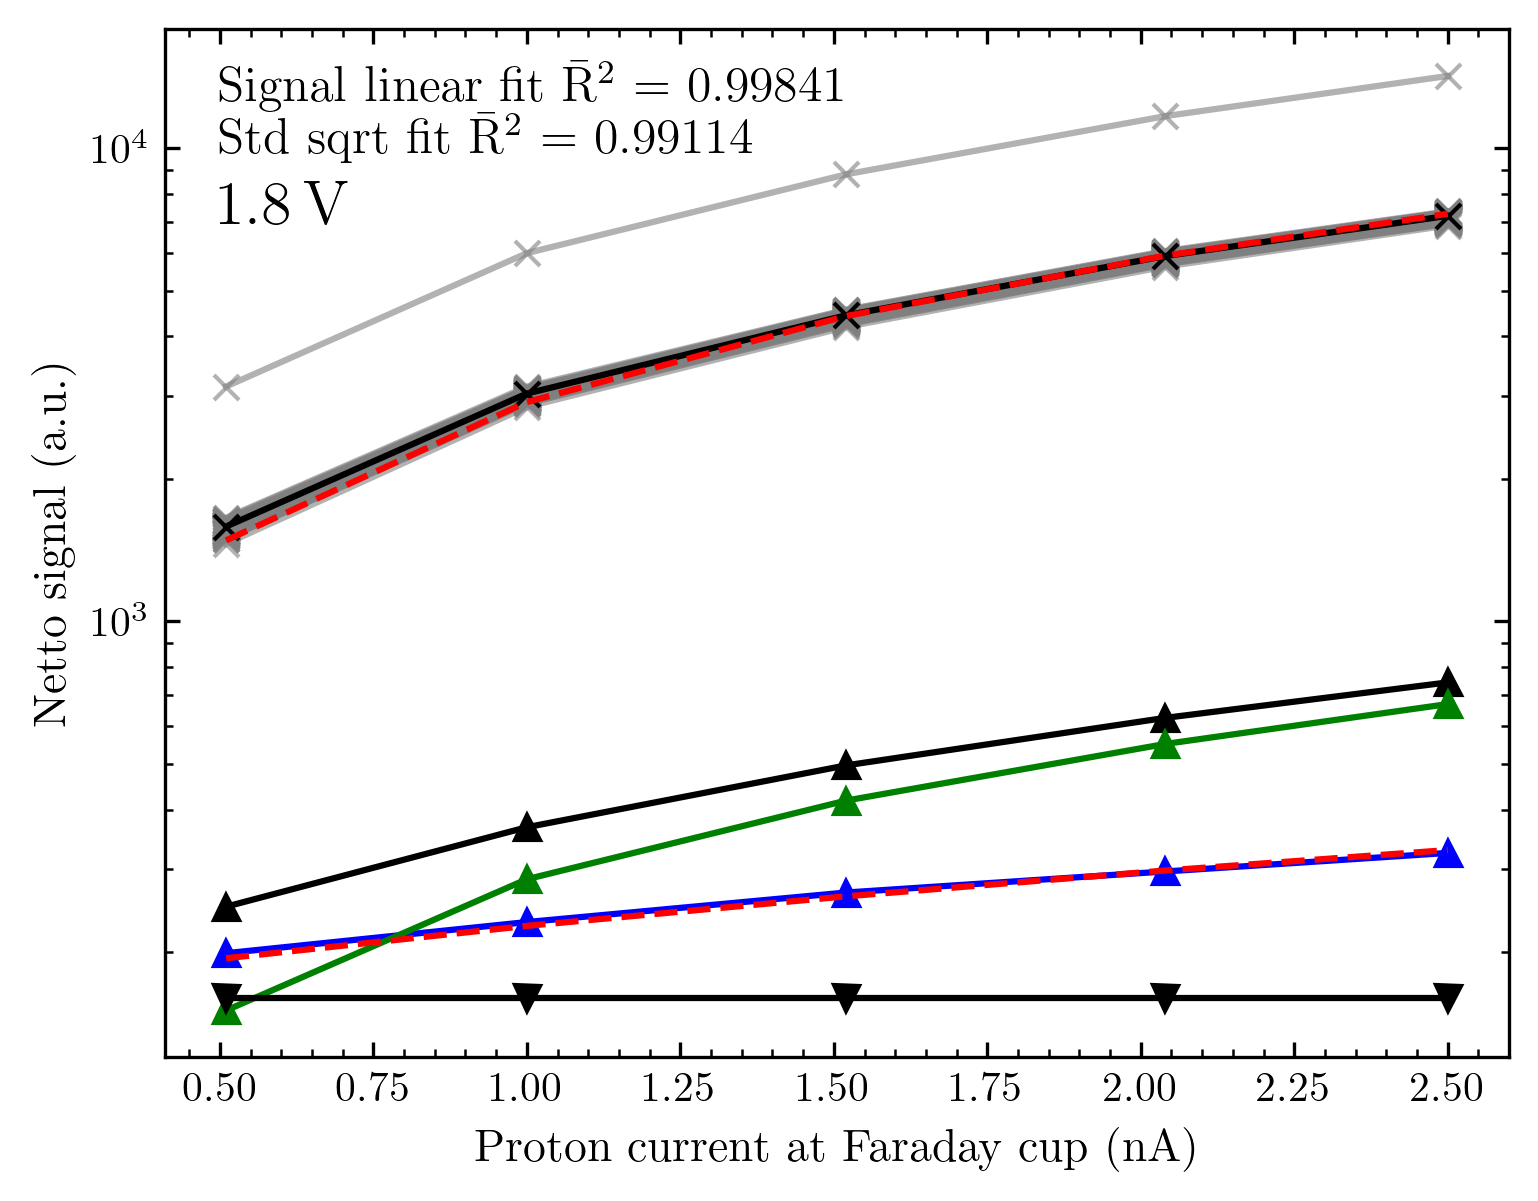 Signal linear fit R̄² = 0.99841
Std sqrt fit R̄² = 0.99114
1.8 V
10⁴
10³
Netto signal (a.u.)
0.50 0.75 1.00 1.25 1.50 1.75 2.00 2.25 2.50
Proton current at Faraday cup (nA)